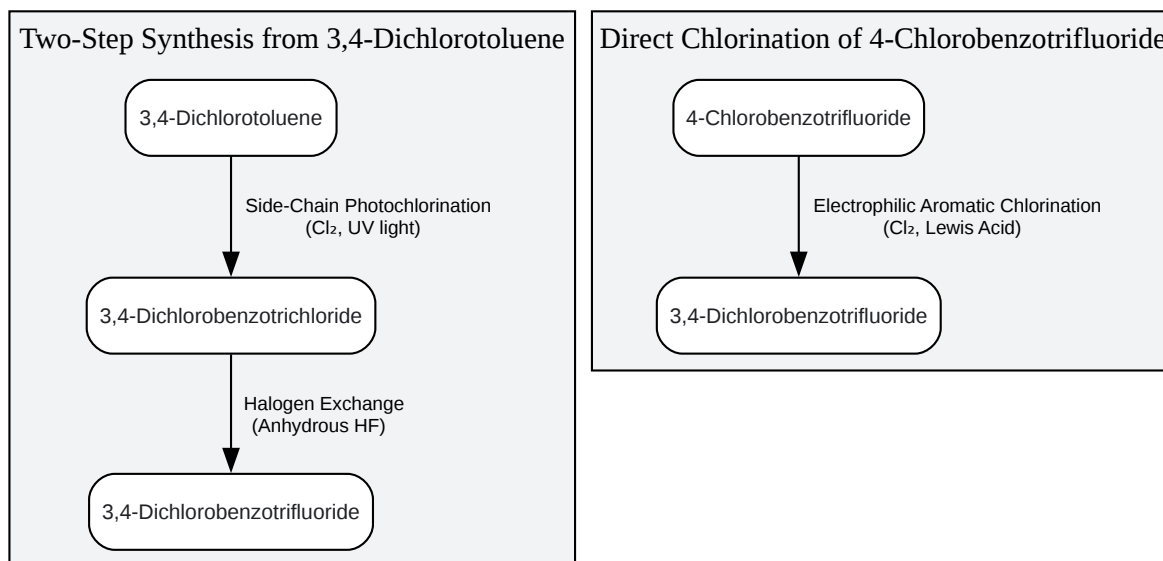 Two-Step Synthesis from 3,4-Dichlorotoluene
3,4-Dichlorotoluene
Side-Chain Photochlorination
(Cl₂, UV light)
3,4-Dichlorobenzotrichloride
Halogen Exchange
(Anhydrous HF)
3,4-Dichlorobenzotrifluoride
Direct Chlorination of 4-Chlorobenzotrifluoride
4-Chlorobenzotrifluoride
Electrophilic Aromatic Chlorination
(Cl₂, Lewis Acid)
3,4-Dichlorobenzotrifluoride